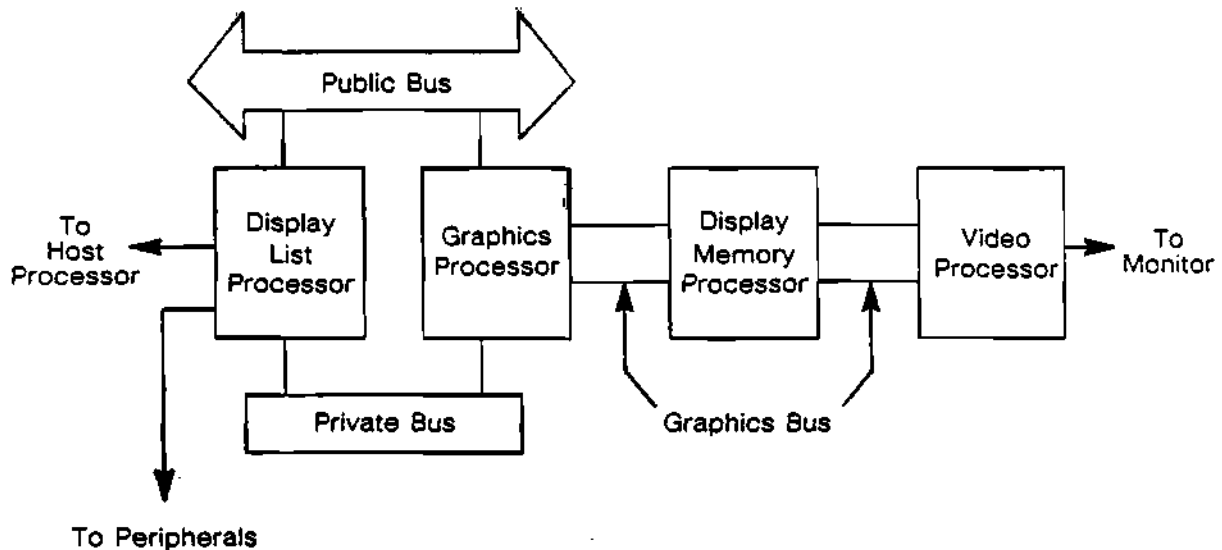 Public Bus
To
Host
Processor
Display
List
Processor
Graphics
Processor
Display
Memory
Processor
Video
Processor
To
Monitor
Private Bus
Graphics Bus
To Peripherals